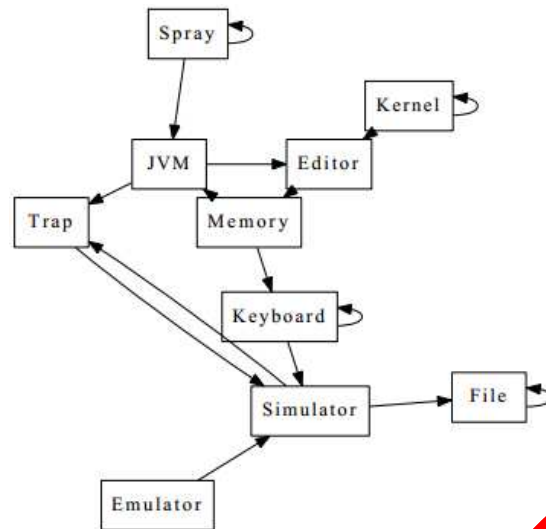 Spray
Kernel
JVM
Editor
Trap
Memory
Keyboard
Simulator
File
Emulator